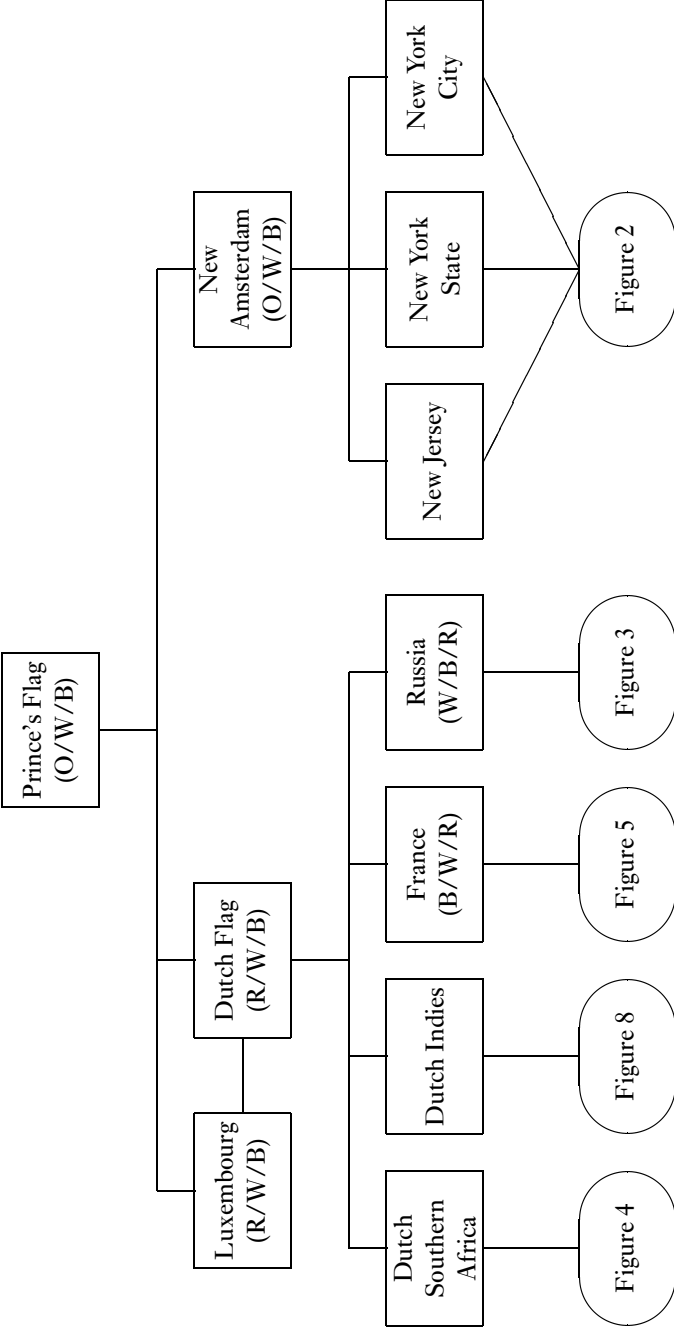 Prince's Flag
(O/W/B)
Luxembourg
(R/W/B)
Dutch Flag
(R/W/B)
New
Amsterdam
(O/W/B)
Dutch
Southern
Africa
Dutch Indies
France
(B/W/R)
Russia
(W/B/R)
New Jersey
New York
State
New York
City
Figure 4
Figure 8
Figure 5
Figure 3
Figure 2